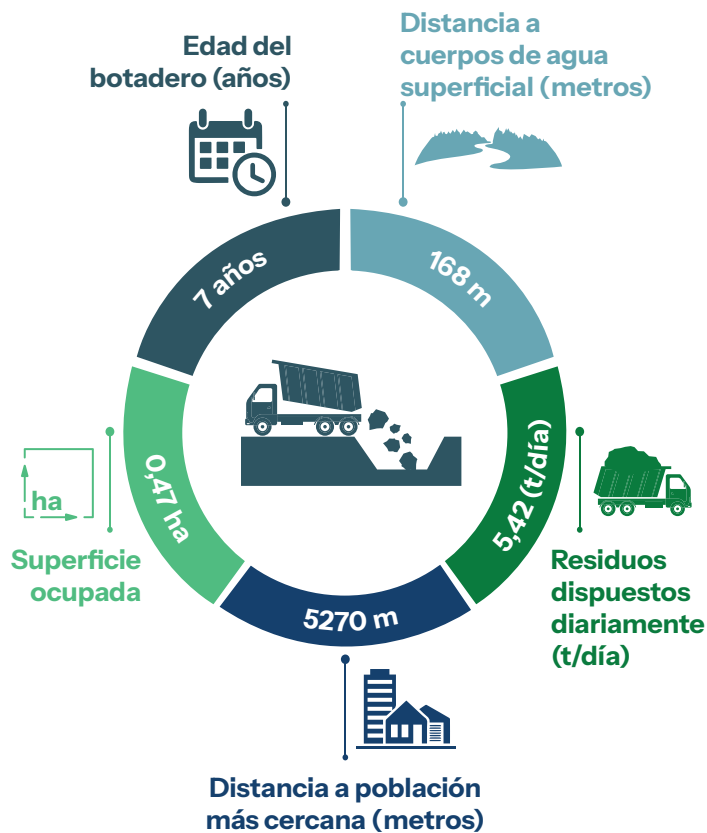 Edad del
botadero (años)
Distancia a
cuerpos de agua
superficial (metros)
7 años
168 m
0,47 ha
5,42 (t/día)
5270 m
ha
Superficie
ocupada
Residuos
dispuestos
diariamente
(t/día)
Distancia a población
más cercana (metros)